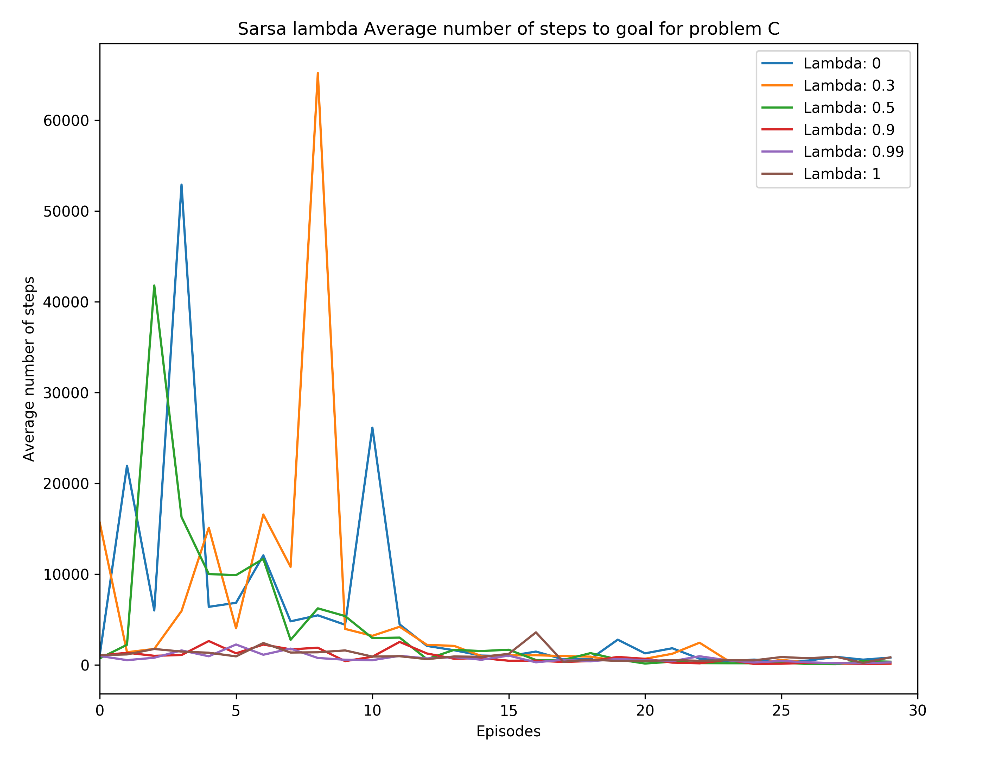 Sarsa lambda Average number of steps to goal for problem C
Lambda: 0
Lambda: 0.3
Lambda: 0.5
Lambda: 0.9
Lambda: 0.99
Lambda: 1
60000
50000
40000
30000
20000
10000
0
Average number of steps
0 5 10 15 20 25 30
Episodes